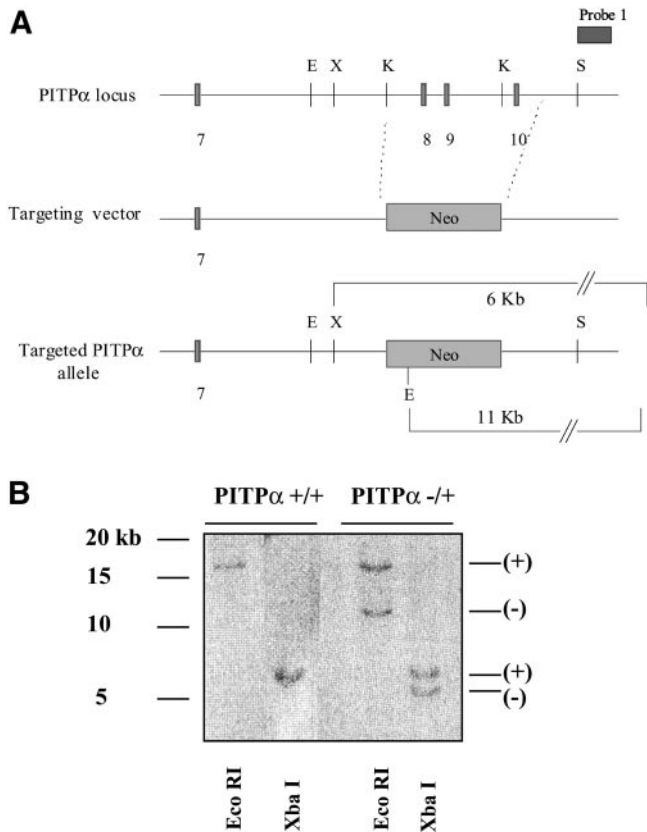 A
Probe 1
E X K K S
PITPα locus
7 8 9 10
Targeting vector
Neo
7
6 Kb
E X S
Targeted PITPα
allele
Neo
7
E
11 Kb
B
PITPα +/+ PITPα -/+
20 kb
15
10
5
(+)
(-)
(+)
(-)
Eco RI
Xba I
Eco RI
Xba I